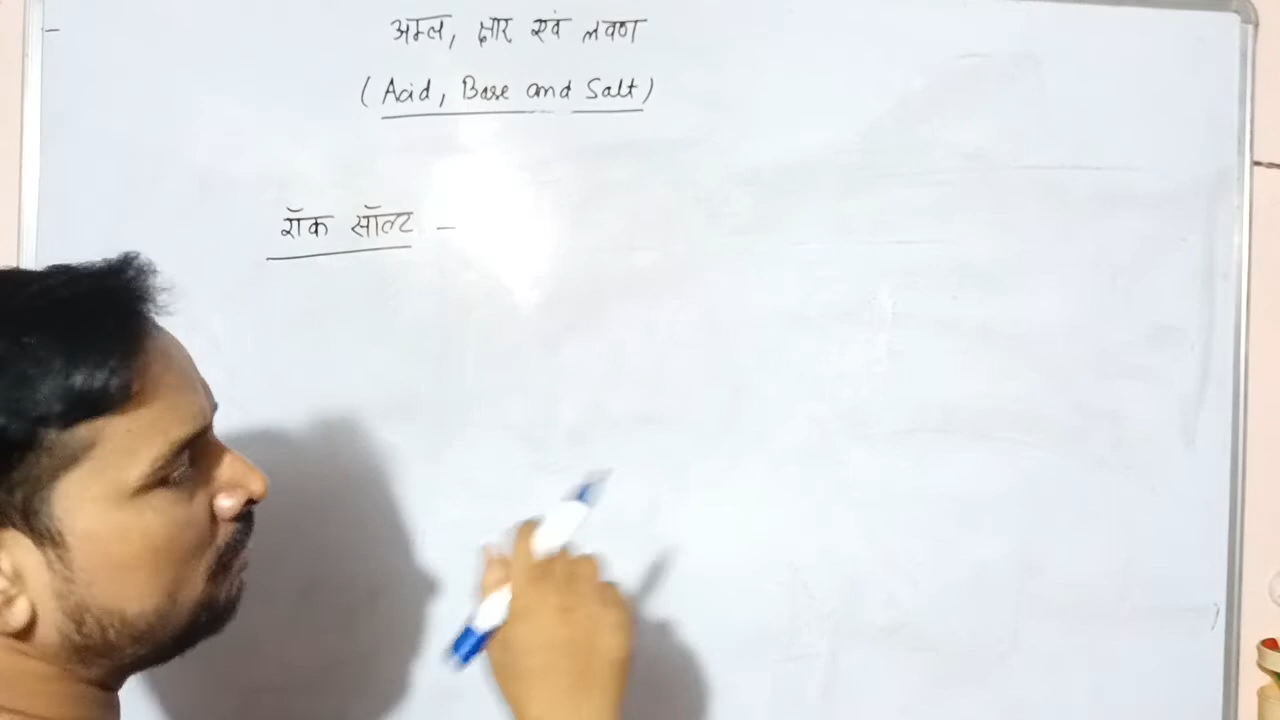 अम्ल, क्षार एवं लवण
(Acid, Base and Salt)
रॉक सॉल्ट –